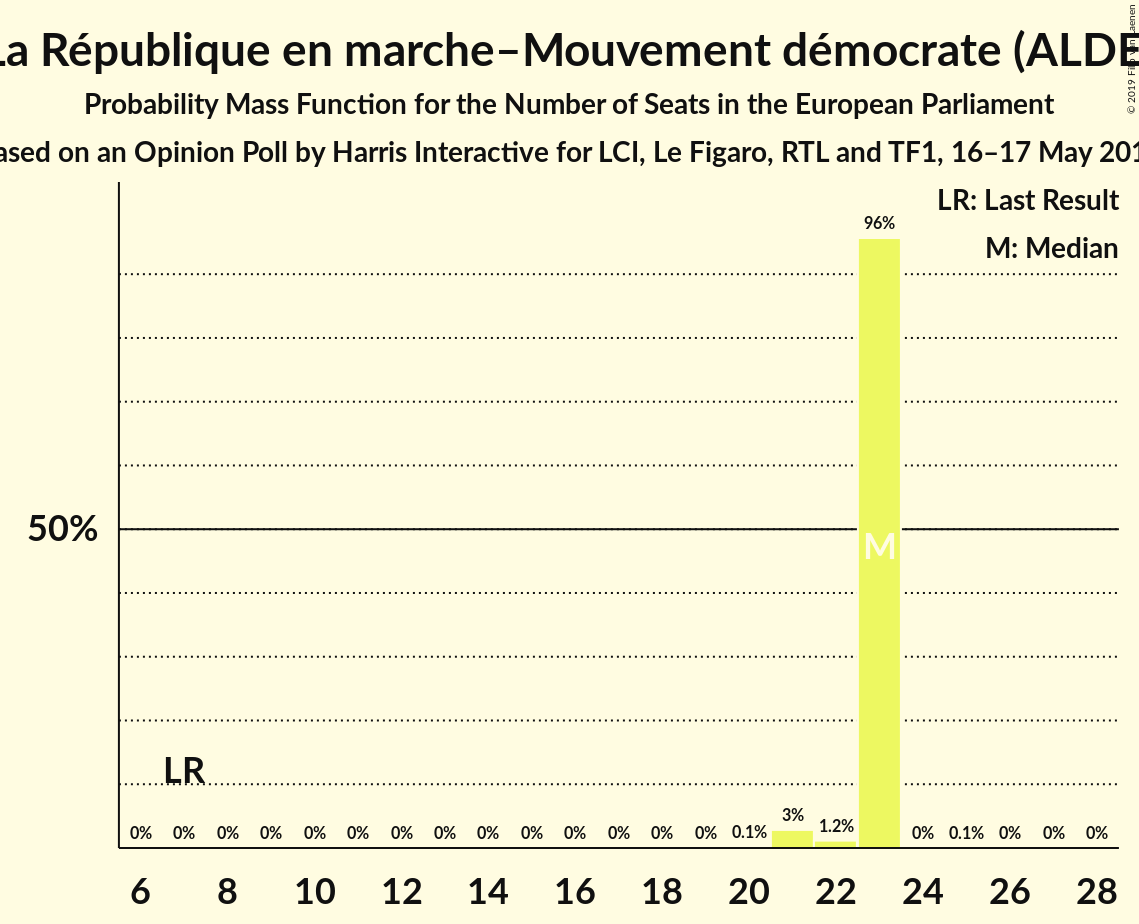 La République en marche–Mouvement démocrate (ALDE
Probability Mass Function for the Number of Seats in the European Parliament
ased on an Opinion Poll by Harris Interactive for LCI, Le Figaro, RTL and TF1, 16–17 May 201
© 2019 Filip van Laenen
LR: Last Result
M: Median
96%
50%
M
LR
0% 0% 0% 0% 0% 0% 0% 0% 0% 0% 0% 0% 0% 0% 0.1% 3% 1.2% 0% 0.1% 0% 0% 0%
6 8 10 12 14 16 18 20 22 24 26 28